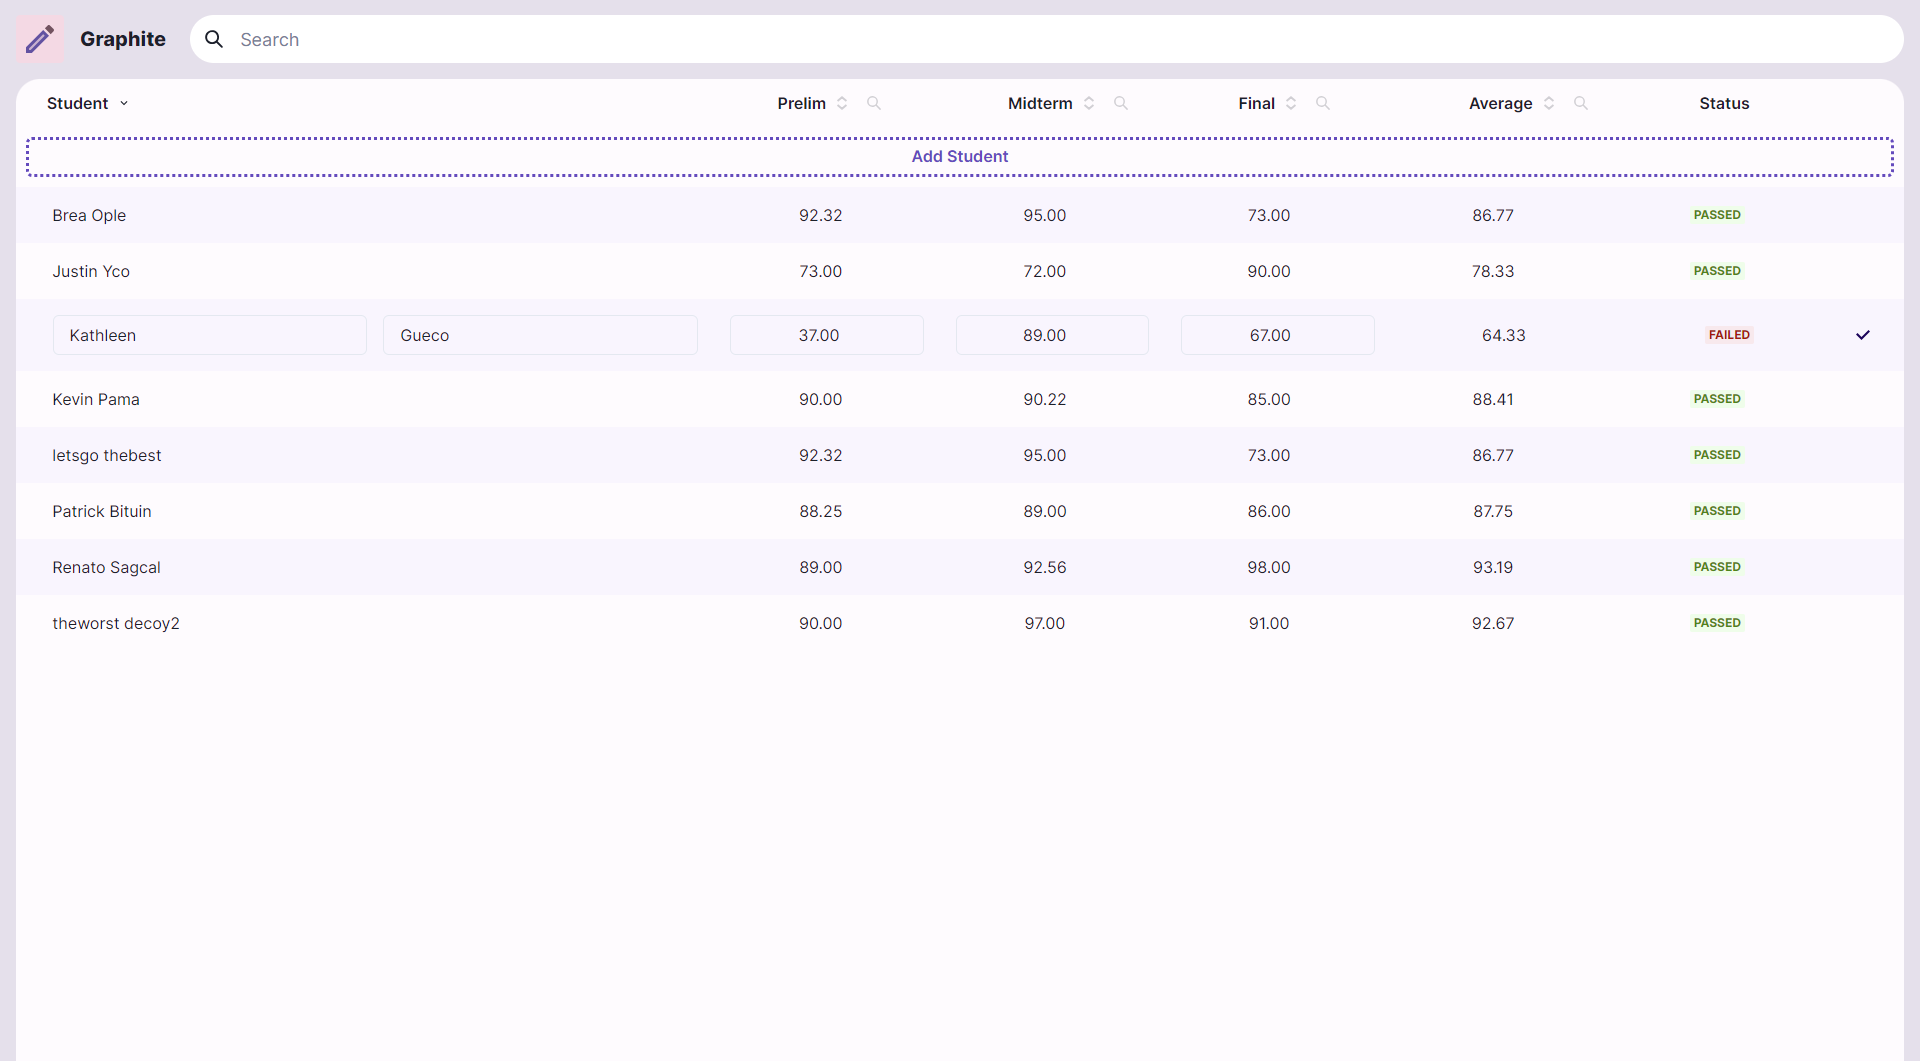 Graphite Search
Student Prelim Midterm Final Average Status
Add Student
Brea Ople 92.32 95.00 73.00 86.77 PASSED
Justin Yco 73.00 72.00 90.00 78.33 PASSED
Kathleen Gueco 37.00 89.00 67.00 64.33 FAILED
Kevin Pama 90.00 90.22 85.00 88.41 PASSED
letsgo thebest 92.32 95.00 73.00 86.77 PASSED
Patrick Bituin 88.25 89.00 86.00 87.75 PASSED
Renato Sagcal 89.00 92.56 98.00 93.19 PASSED
theworst decoy2 90.00 97.00 91.00 92.67 PASSED